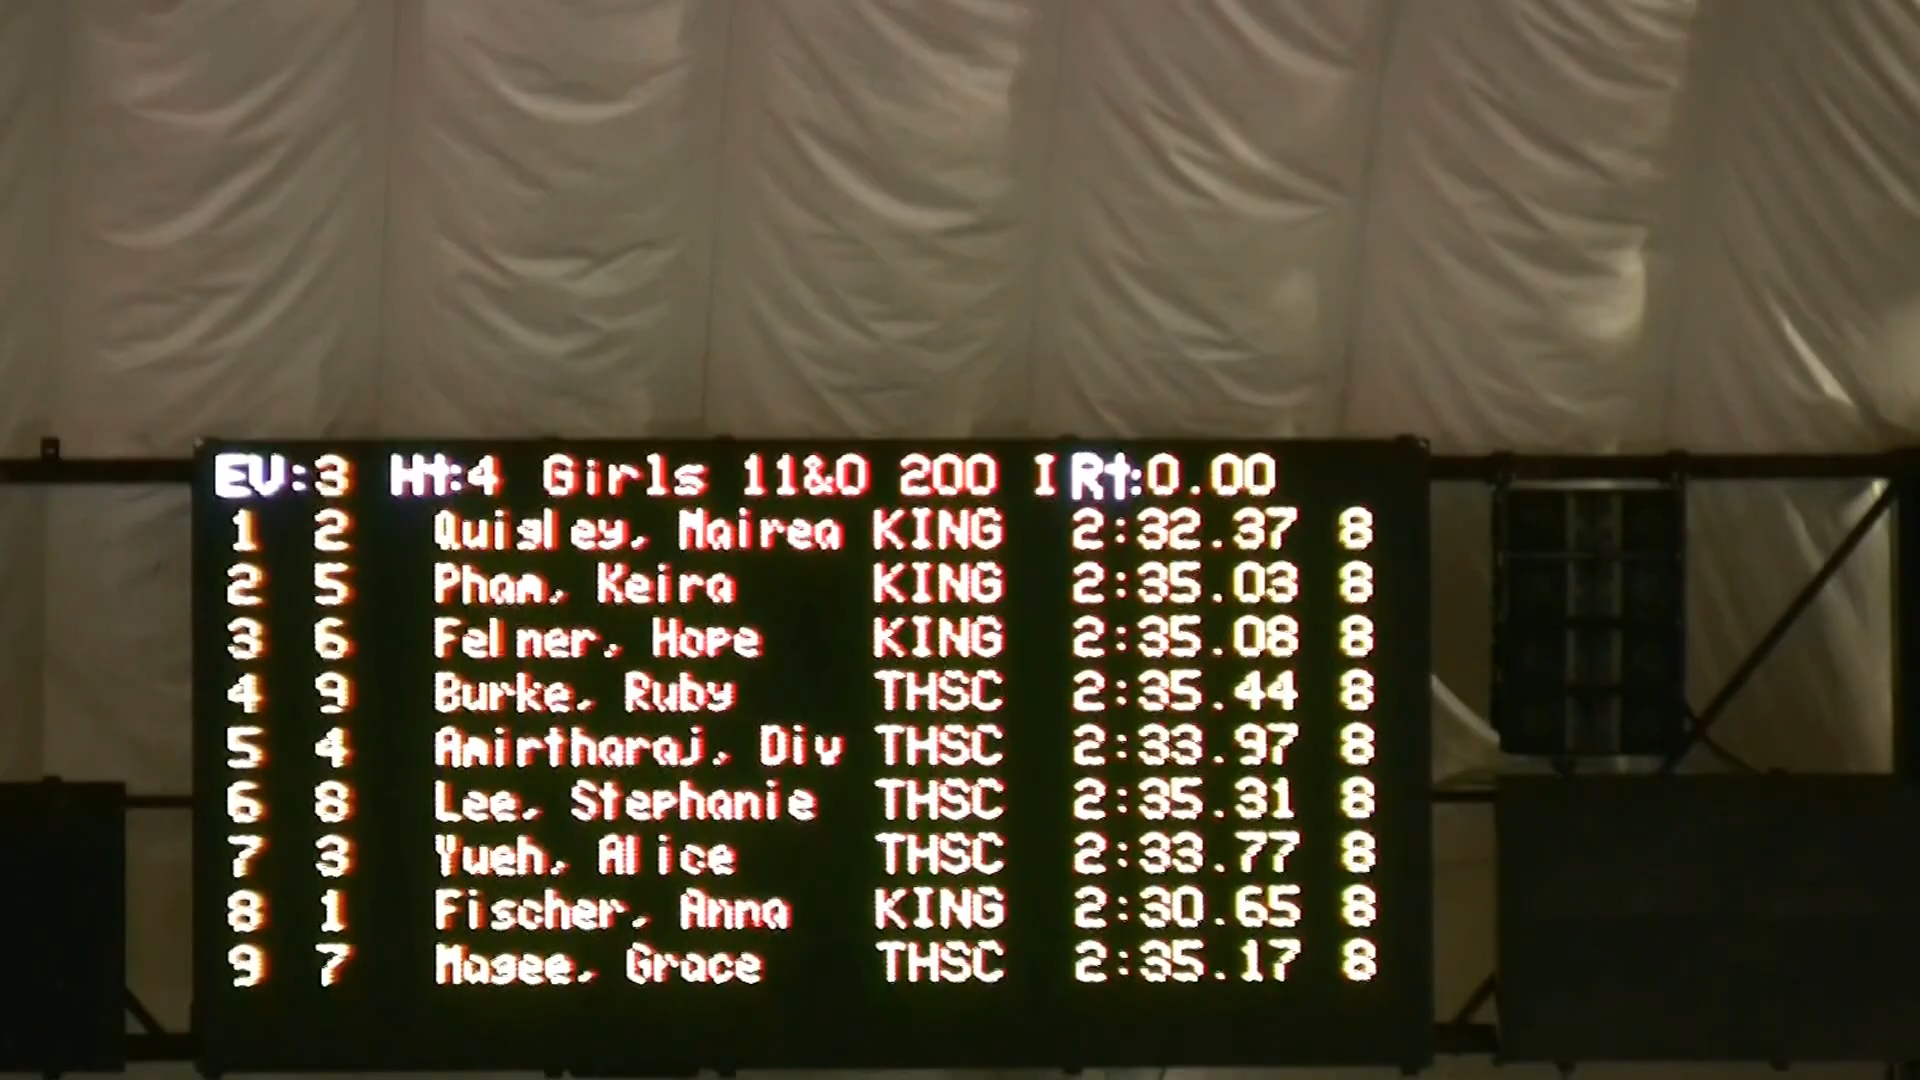 EV:3 Ht:4 Girls 11&O 200 I Rt:0.00
1 2 Quigley, Mairea KING 2:32.37 8
2 5 Pham, Keira KING 2:35.03 8
3 6 Felner, Hope KING 2:35.08 8
4 9 Burke, Ruby THSC 2:35.44 8
5 4 Amirtharaj, Div THSC 2:33.97 8
6 8 Lee, Stephanie THSC 2:35.31 8
7 3 Yueh, Alice THSC 2:33.77 8
8 1 Fischer, Anna KING 2:30.65 8
9 7 Magee, Grace THSC 2:35.17 8